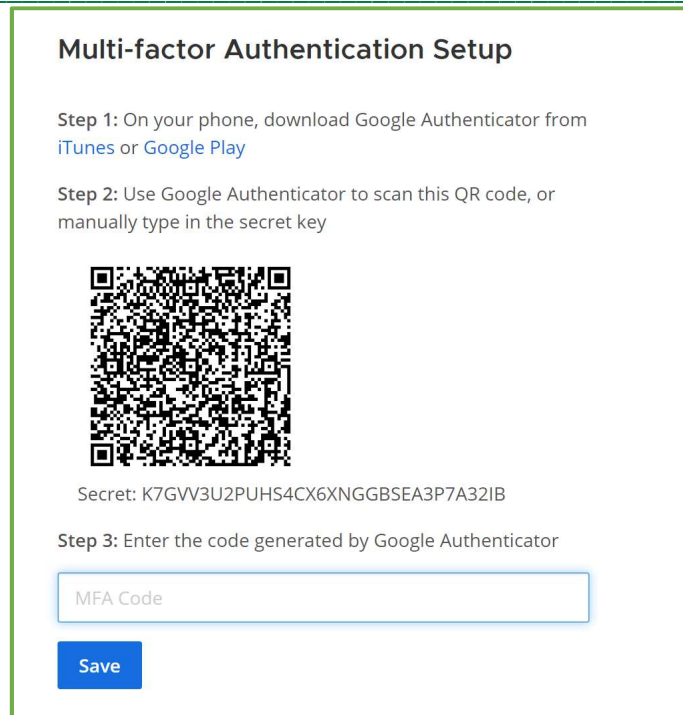 Multi-factor Authentication Setup
Step 1: On your phone, download Google Authenticator from
iTunes or Google Play
Step 2: Use Google Authenticator to scan this QR code, or
manually type in the secret key
Secret: K7GVV3U2PUHS4CX6XNGGBSEA3P7A32IB
Step 3: Enter the code generated by Google Authenticator
MFA Code
Save